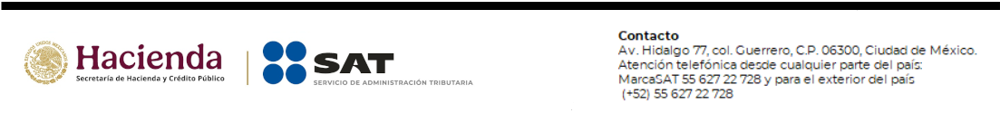 Hacienda
Secretaría de Hacienda y Crédito Público
SAT
SERVICIO DE ADMINISTRACIÓN TRIBUTARIA
Contacto
Av. Hidalgo 77, col. Guerrero, C.P. 06300, Ciudad de México.
Atención telefónica desde cualquier parte del país:
MarcaSAT 55 627 22 728 y para el exterior del país
(+52) 55 627 22 728